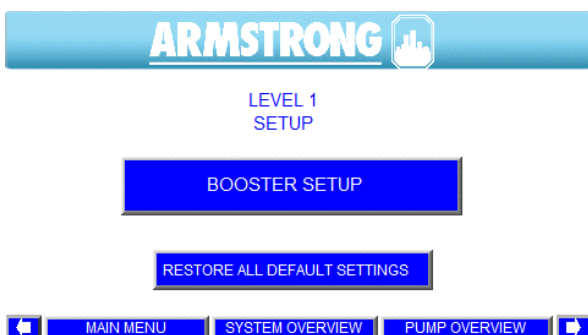 ARMSTRONG
LEVEL 1
SETUP
BOOSTER SETUP
RESTORE ALL DEFAULT SETTINGS
MAIN MENU SYSTEM OVERVIEW PUMP OVERVIEW